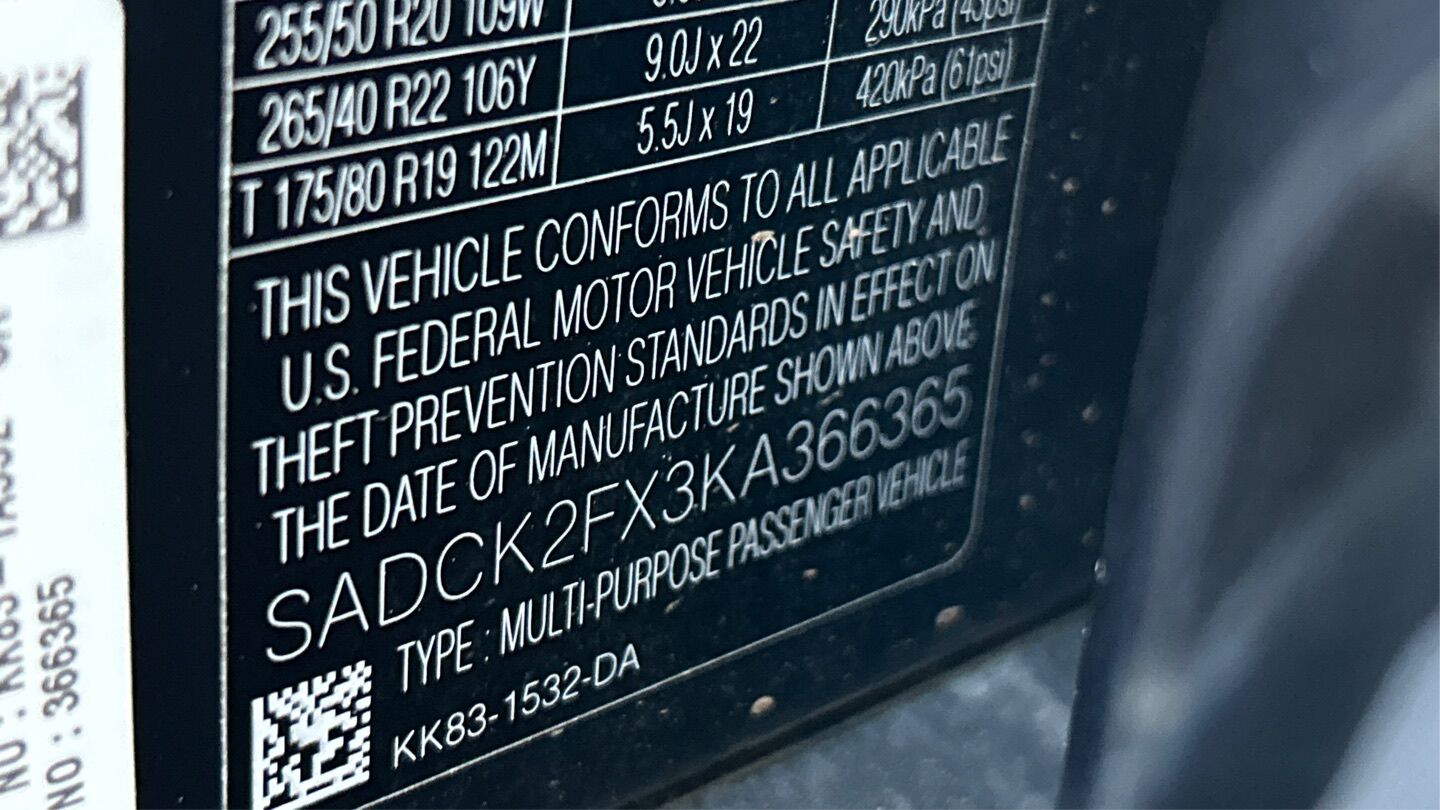 255/50 R20 109W
265/40 R22 106Y 9.0J x 22 290kPa (43psi)
T 175/80 R19 122M 5.5J x 19 420kPa (61psi)
THIS VEHICLE CONFORMS TO ALL APPLICABLE
U.S. FEDERAL MOTOR VEHICLE SAFETY AND
THEFT PREVENTION STANDARDS IN EFFECT ON
THE DATE OF MANUFACTURE SHOWN ABOVE
SADCK2FX3KA366365
TYPE : MULTI-PURPOSE PASSENGER VEHICLE
KK83-1532-DA
NO : 366365